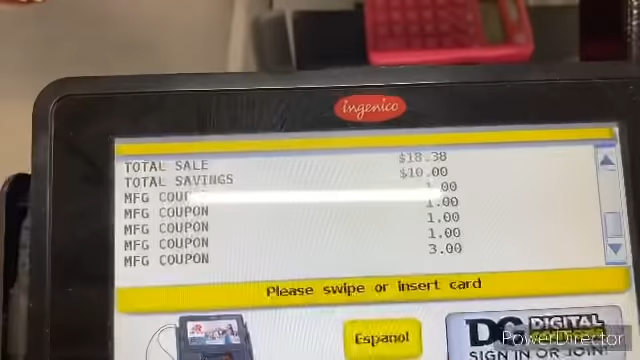 ingenico
TOTAL SALE $18.38
TOTAL SAVINGS $10.00
MFG COUPON 1.00
MFG COUPON 1.00
MFG COUPON 1.00
MFG COUPON 1.00
MFG COUPON 3.00
Please swipe or insert card
Espanol
DG DIGITAL
SIGN IN OR JOIN!
PowerDirector